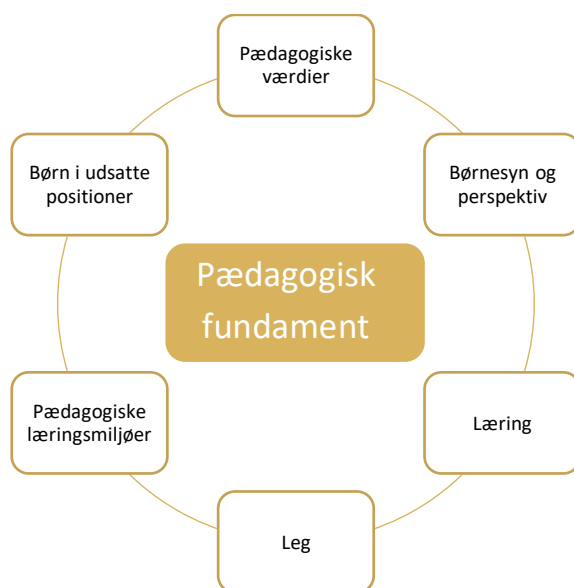 Pædagogiske
værdier
Børn i udsatte
positioner
Børnesyn og
perspektiv
Pædagogisk
fundament
Pædagogiske
læringsmiljøer
Læring
Leg